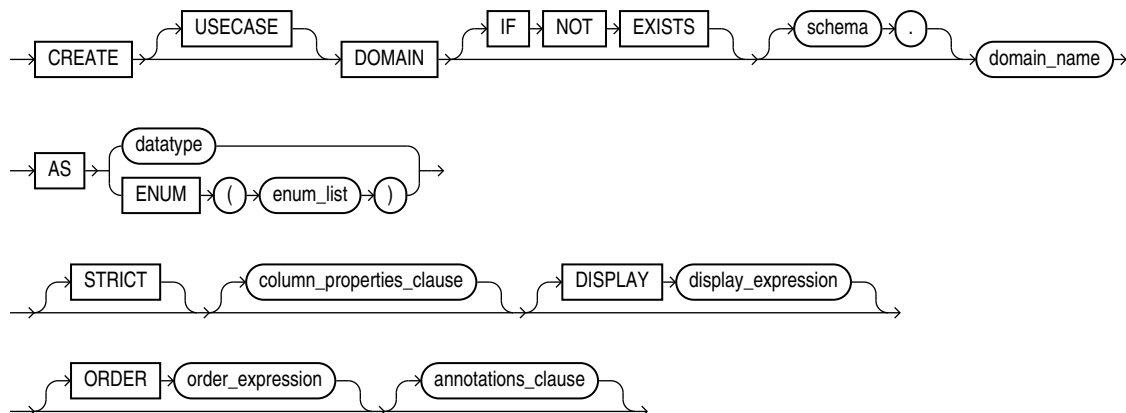 USECASE IF NOT EXISTS schema .
CREATE DOMAIN domain_name
datatype
AS
ENUM ( enum_list )
STRICT column_properties_clause DISPLAY display_expression
ORDER order_expression annotations_clause